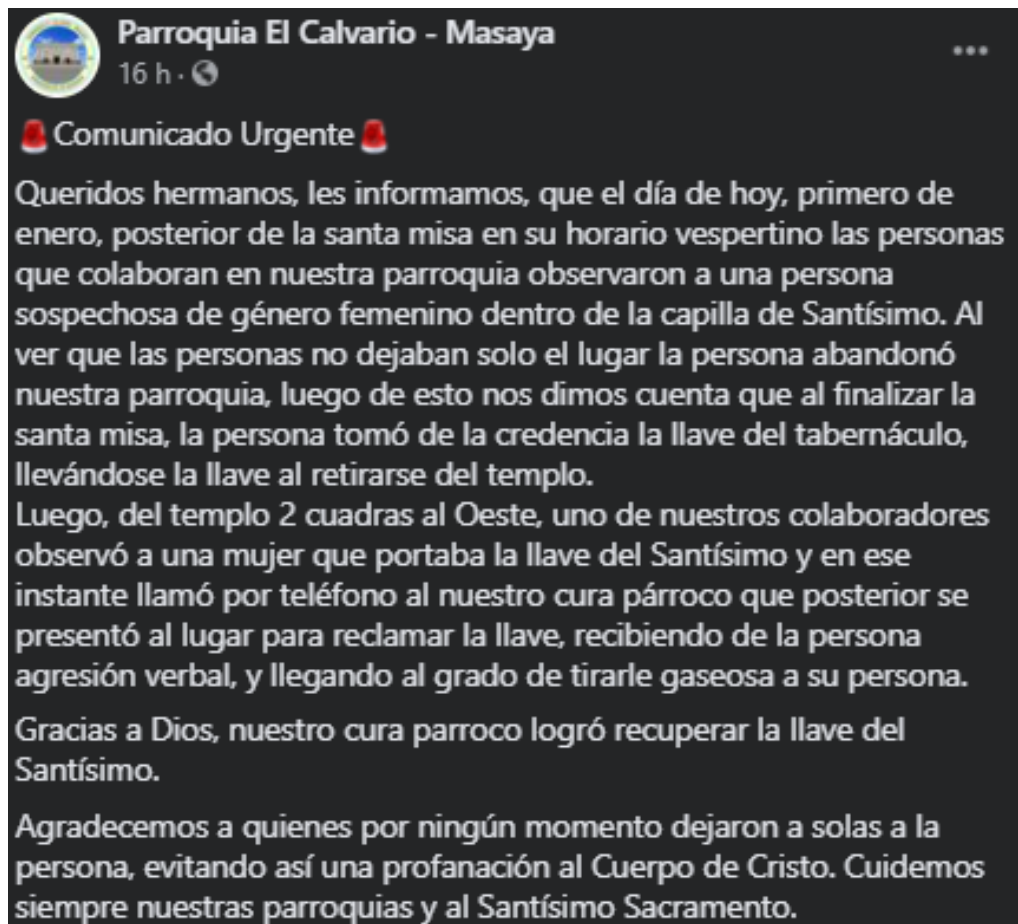 Parroquia El Calvario - Masaya
16 h ·
Comunicado Urgente
Queridos hermanos, les informamos, que el día de hoy, primero de
enero, posterior de la santa misa en su horario vespertino las personas
que colaboran en nuestra parroquia observaron a una persona
sospechosa de género femenino dentro de la capilla de Santísimo. Al
ver que las personas no dejaban solo el lugar la persona abandonó
nuestra parroquia, luego de esto nos dimos cuenta que al finalizar la
santa misa, la persona tomó de la credencia la llave del tabernáculo,
llevándose la llave al retirarse del templo.
Luego, del templo 2 cuadras al Oeste, uno de nuestros colaboradores
observó a una mujer que portaba la llave del Santísimo y en ese
instante llamó por teléfono al nuestro cura párroco que posterior se
presentó al lugar para reclamar la llave, recibiendo de la persona
agresión verbal, y llegando al grado de tirarle gaseosa a su persona.
Gracias a Dios, nuestro cura parroco logró recuperar la llave del
Santísimo.
Agradecemos a quienes por ningún momento dejaron a solas a la
persona, evitando así una profanación al Cuerpo de Cristo. Cuidemos
siempre nuestras parroquias y al Santísimo Sacramento.